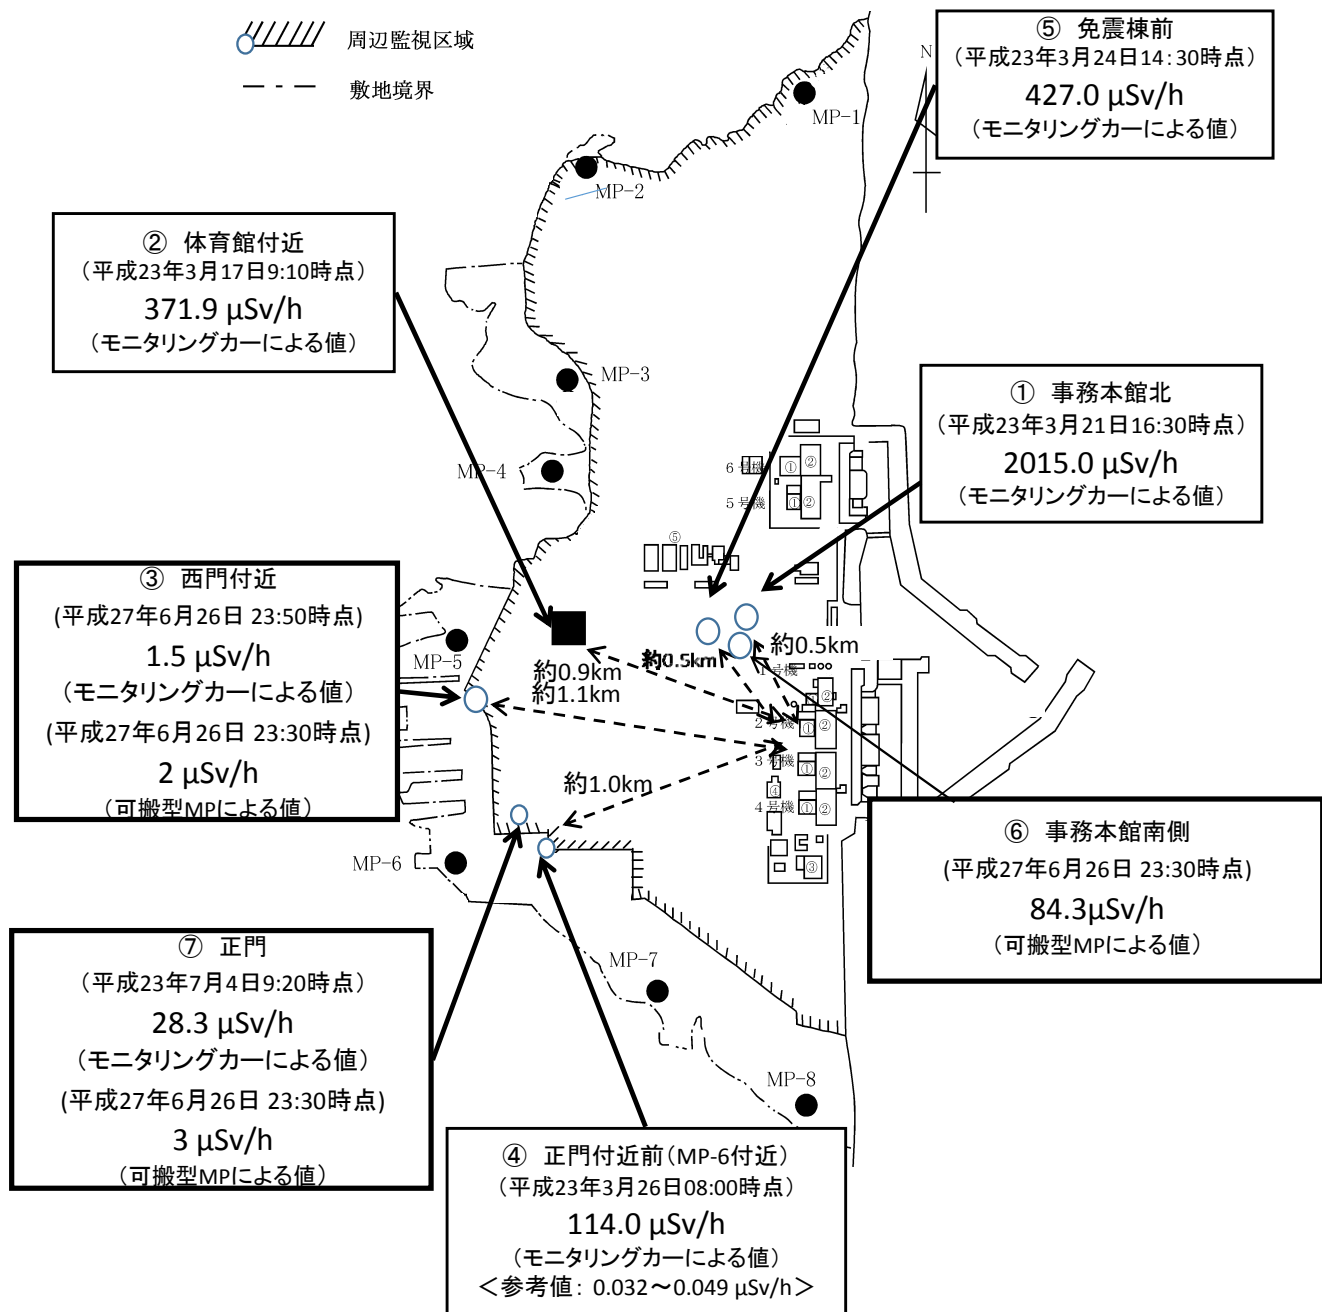 周辺監視区域
敷地境界
⑤ 免震棟前
（平成23年3月24日14：30時点）
427.0 μSv/h
（モニタリングカーによる値）
N
MP-1
MP-2
② 体育館付近
（平成23年3月17日9:10時点）
371.9 μSv/h
（モニタリングカーによる値）
MP-3
MP-4
① 事務本館北
（平成23年3月21日16:30時点）
2015.0 μSv/h
（モニタリングカーによる値）
6号機
① ②
5号機
① ②
⑤
③ 西門付近
(平成27年6月26日 23:50時点)
1.5 μSv/h
（モニタリングカーによる値）
(平成27年6月26日 23:30時点)
2 μSv/h
（可搬型MPによる値）
MP-5
約0.9km
約1.1km
約0.5km
約0.5km
1号機
②
2号機
① ②
3号機
① ②
約1.0km
④
4号機
① ②
③
MP-6
⑥ 事務本館南側
(平成27年6月26日 23:30時点)
84.3μSv/h
（可搬型MPによる値）
⑦ 正門
（平成23年7月4日9:20時点）
28.3 μSv/h
（モニタリングカーによる値）
(平成27年6月26日 23:30時点)
3 μSv/h
（可搬型MPによる値）
MP-7
MP-8
④ 正門付近前（MP-6付近）
（平成23年3月26日08:00時点）
114.0 μSv/h
（モニタリングカーによる値）
＜参考値： 0.032～0.049 μSv/h＞